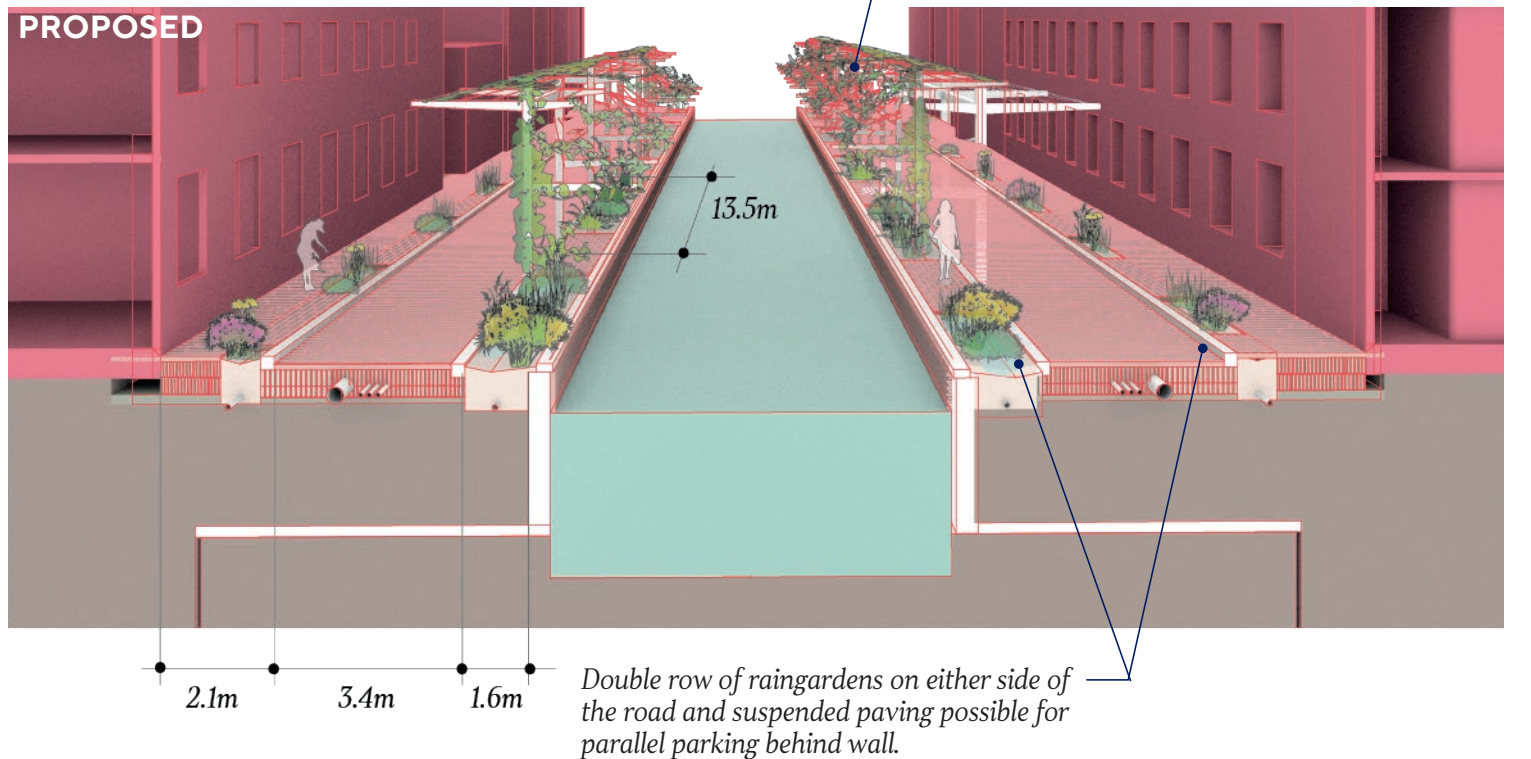 PROPOSED
13.5m
2.1m
3.4m
1.6m
Double row of raingardens on either side of
the road and suspended paving possible for
parallel parking behind wall.